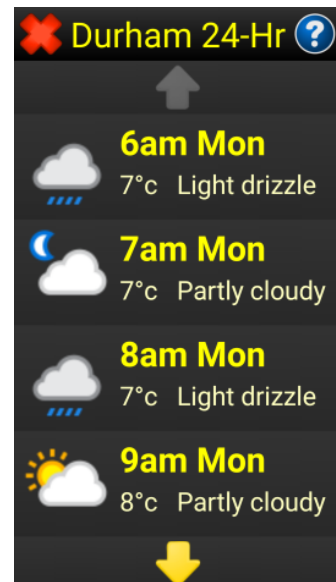 Durham 24-Hr ?
6am Mon
7°c Light drizzle
7am Mon
7°c Partly cloudy
8am Mon
7°c Light drizzle
9am Mon
8°c Partly cloudy